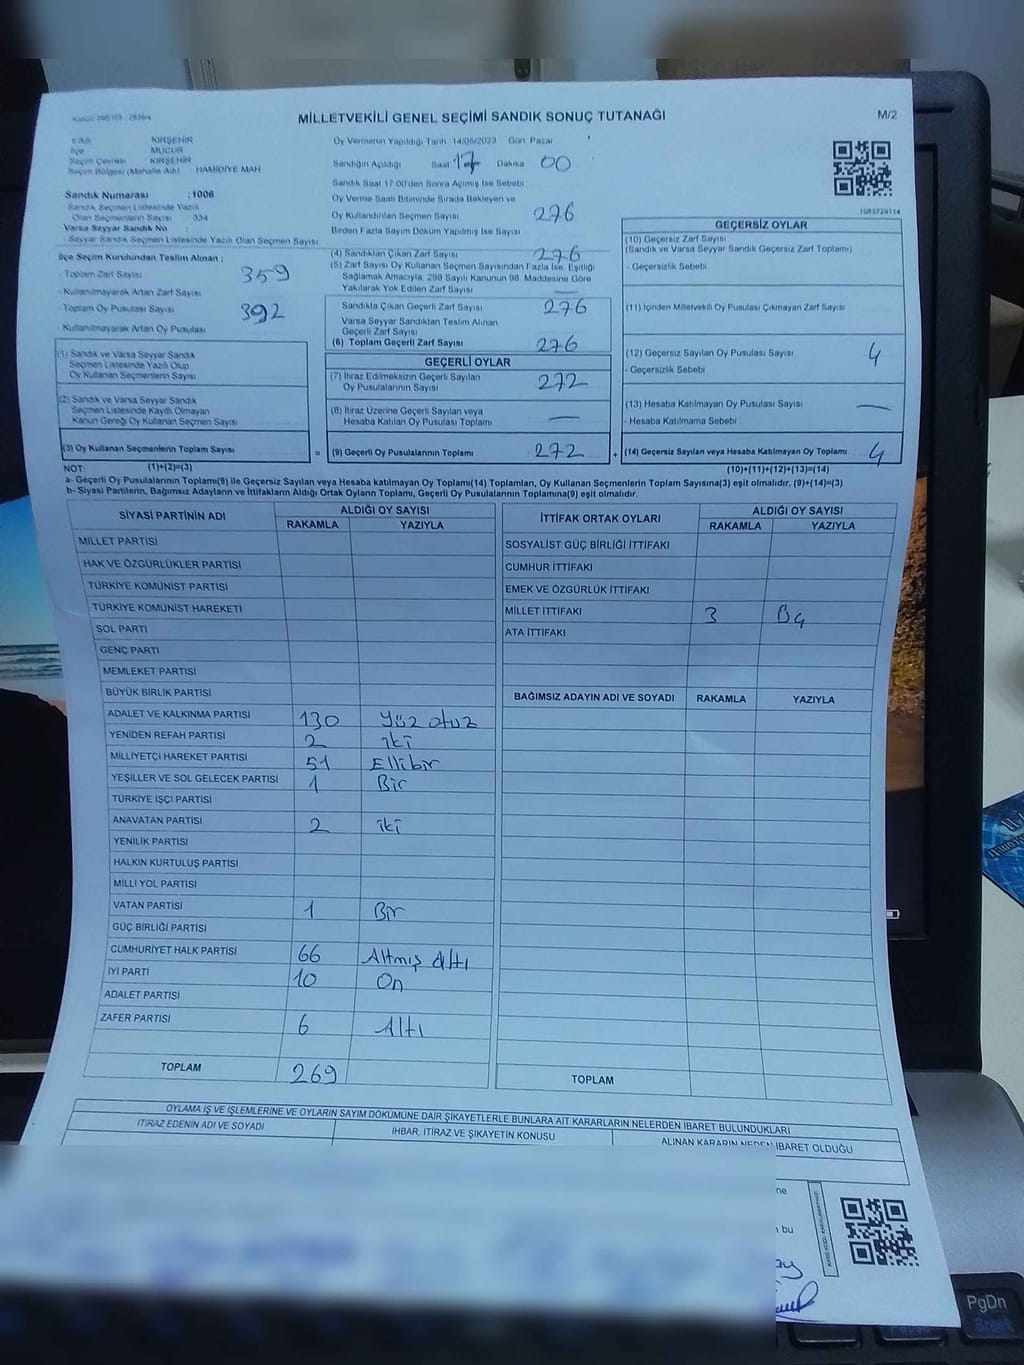 MİLLETVEKİLİ GENEL SEÇİMİ SANDIK SONUÇ TUTANAĞI
M/2
İl Adı KIRŞEHİR
İlçe MUCUR
Seçim Çevresi KIRŞEHİR
Seçim Bölgesi (Mahalle Adı) HAMİDİYE MAH
Sandık Numarası : 1006
Sandık Seçmen Listesinde Yazılı
Olan Seçmenlerin Sayısı 334
Varsa Seyyar Sandık No
Seyyar Sandık Seçmen Listesinde Yazılı Olan Seçmen Sayısı
Oy Vermenin Yapıldığı Tarih 14/05/2023 Gün: Pazar
Sandığın Açıldığı Saat 17 Dakika 00
Sandık Saat 17.00'den Sonra Açılmış İse Sebebi
Oy Verme Saati Bitiminde Sırada Bekleyen ve
Oy Kullandırılan Seçmen Sayısı 276
Birden Fazla Sayım Döküm Yapılmış İse Sayısı
1083729114
İlçe Seçim Kurulundan Teslim Alınan :
- Toplam Zarf Sayısı 359
- Kullanılmayarak Artan Zarf Sayısı
- Toplam Oy Pusulası Sayısı 392
- Kullanılmayarak Artan Oy Pusulası
(1) Sandık ve Varsa Seyyar Sandık
Seçmen Listesinde Yazılı Olup
Oy Kullanan Seçmenlerin Sayısı
(2) Sandık ve Varsa Seyyar Sandık
Seçmen Listesinde Kayıtlı Olmayan
Kanun Gereği Oy Kullanan Seçmen Sayısı
(3) Oy Kullanan Seçmenlerin Toplam Sayısı
(4) Sandıktan Çıkan Zarf Sayısı 276
(5) Zarf Sayısı Oy Kullanan Seçmen Sayısından Fazla İse, Eşitliği
Sağlamak Amacıyla, 298 Sayılı Kanunun 98. Maddesine Göre
Yakılarak Yok Edilen Zarf Sayısı —
Sandıkta Çıkan Geçerli Zarf Sayısı 276
Varsa Seyyar Sandıktan Teslim Alınan
Geçerli Zarf Sayısı
(6) Toplam Geçerli Zarf Sayısı 276
GEÇERLİ OYLAR
(7) İtiraz Edilmeksizin Geçerli Sayılan
Oy Pusulalarının Sayısı 272
(8) İtiraz Üzerine Geçerli Sayılan veya
Hesaba Katılan Oy Pusulası Toplamı —
= (9) Geçerli Oy Pusulalarının Toplamı 272
GEÇERSİZ OYLAR
(10) Geçersiz Zarf Sayısı
(Sandık ve Varsa Seyyar Sandık Geçersiz Zarf Toplamı)
- Geçersizlik Sebebi
(11) İçinden Milletvekili Oy Pusulası Çıkmayan Zarf Sayısı
(12) Geçersiz Sayılan Oy Pusulası Sayısı 4
- Geçersizlik Sebebi
(13) Hesaba Katılmayan Oy Pusulası Sayısı —
- Hesaba Katılmama Sebebi
+ (14) Geçersiz Sayılan veya Hesaba Katılmayan Oy Toplamı 4
NOT: (1)+(2)=(3) (10)+(11)+(12)+(13)=(14)
a- Geçerli Oy Pusulalarının Toplamı(9) ile Geçersiz Sayılan veya Hesaba katılmayan Oy Toplamı(14) Toplamları, Oy Kullanan Seçmenlerin Toplam Sayısına(3) eşit olmalıdır. (9)+(14)=(3)
b- Siyasi Partilerin, Bağımsız Adayların ve İttifakların Aldığı Ortak Oyların Toplamı, Geçerli Oy Pusulalarının Toplamına(9) eşit olmalıdır.
SİYASİ PARTİNİN ADI ALDIĞI OY SAYISI
RAKAMLA YAZIYLA
MİLLET PARTİSİ
HAK VE ÖZGÜRLÜKLER PARTİSİ
TÜRKİYE KOMÜNİST PARTİSİ
TÜRKİYE KOMÜNİST HAREKETİ
SOL PARTİ
GENÇ PARTİ
MEMLEKET PARTİSİ
BÜYÜK BİRLİK PARTİSİ
ADALET VE KALKINMA PARTİSİ 130 Yüz otuz
YENİDEN REFAH PARTİSİ 2 iki
MİLLİYETÇİ HAREKET PARTİSİ 51 Ellibir
YEŞİLLER VE SOL GELECEK PARTİSİ 1 Bir
TÜRKİYE İŞÇİ PARTİSİ
ANAVATAN PARTİSİ 2 iki
YENİLİK PARTİSİ
HALKIN KURTULUŞ PARTİSİ
MİLLİ YOL PARTİSİ
VATAN PARTİSİ 1 Bir
GÜÇ BİRLİĞİ PARTİSİ
CUMHURİYET HALK PARTİSİ 66 Altmış altı
İYİ PARTİ 10 On
ADALET PARTİSİ
ZAFER PARTİSİ 6 Altı
TOPLAM 269
İTTİFAK ORTAK OYLARI ALDIĞI OY SAYISI
RAKAMLA YAZIYLA
SOSYALİST GÜÇ BİRLİĞİ İTTİFAKI
CUMHUR İTTİFAKI
EMEK VE ÖZGÜRLÜK İTTİFAKI
MİLLET İTTİFAKI 3
ATA İTTİFAKI
BAĞIMSIZ ADAYIN ADI VE SOYADI RAKAMLA YAZIYLA
TOPLAM
OYLAMA İŞ VE İŞLEMLERİNE VE OYLARIN SAYIM DÖKÜMÜNE DAİR ŞİKAYETLERLE BUNLARA AİT KARARLARIN NELERDEN İBARET BULUNDUKLARI
İTİRAZ EDENİN ADI VE SOYADI İHBAR, İTİRAZ VE ŞİKAYETİN KONUSU ALINAN KARARIN NEDEN İBARET OLDUĞU
ne
bu
PgDn
Break
Pause